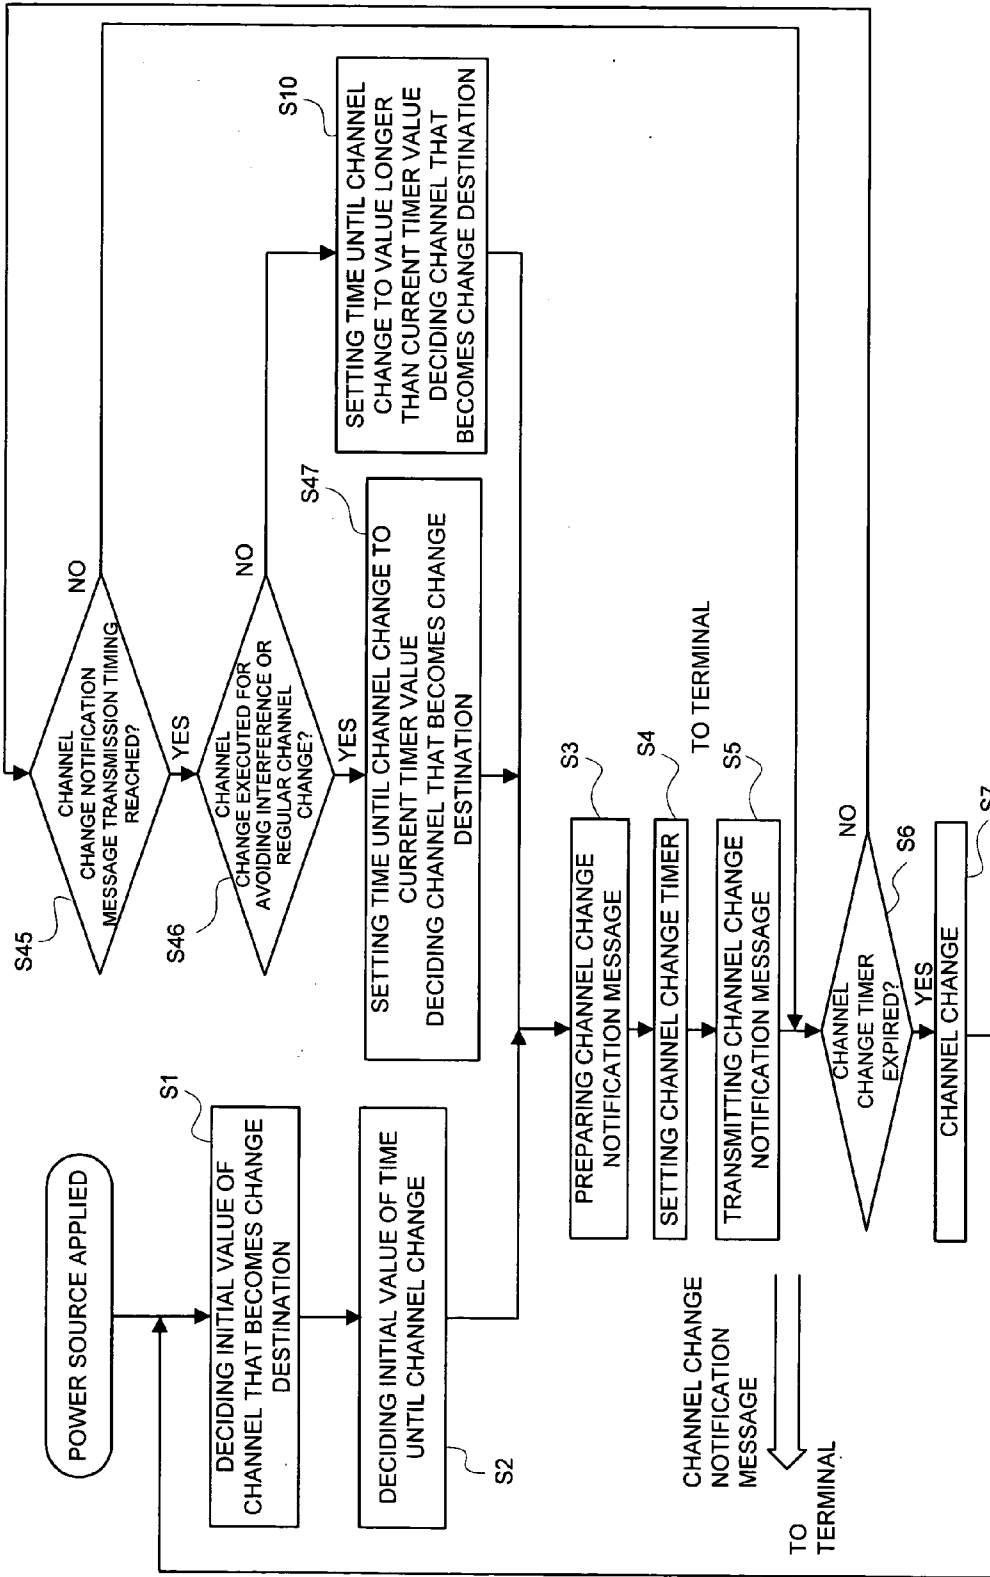 POWER SOURCE APPLIED
S1
DECIDING INITIAL VALUE OF
CHANNEL THAT BECOMES CHANGE
DESTINATION
DECIDING INITIAL VALUE OF TIME
UNTIL CHANNEL CHANGE
S2
S45
CHANNEL
CHANGE NOTIFICATION
MESSAGE TRANSMISSION TIMING
REACHED?
NO
YES
S46
CHANNEL
CHANGE EXECUTED FOR
AVOIDING INTERFERENCE OR
REGULAR CHANNEL
CHANGE?
NO
YES
S47
SETTING TIME UNTIL CHANNEL CHANGE TO
CURRENT TIMER VALUE
DECIDING CHANNEL THAT BECOMES CHANGE
DESTINATION
S10
SETTING TIME UNTIL CHANNEL
CHANGE TO VALUE LONGER
THAN CURRENT TIMER VALUE
DECIDING CHANNEL THAT
BECOMES CHANGE DESTINATION
S3
PREPARING CHANNEL CHANGE
NOTIFICATION MESSAGE
S4
SETTING CHANNEL CHANGE TIMER
TO TERMINAL
S5
TRANSMITTING CHANNEL CHANGE
NOTIFICATION MESSAGE
CHANNEL CHANGE
NOTIFICATION
MESSAGE
TO
TERMINAL
S6
CHANNEL
CHANGE TIMER
EXPIRED?
NO
YES
S7
CHANNEL CHANGE